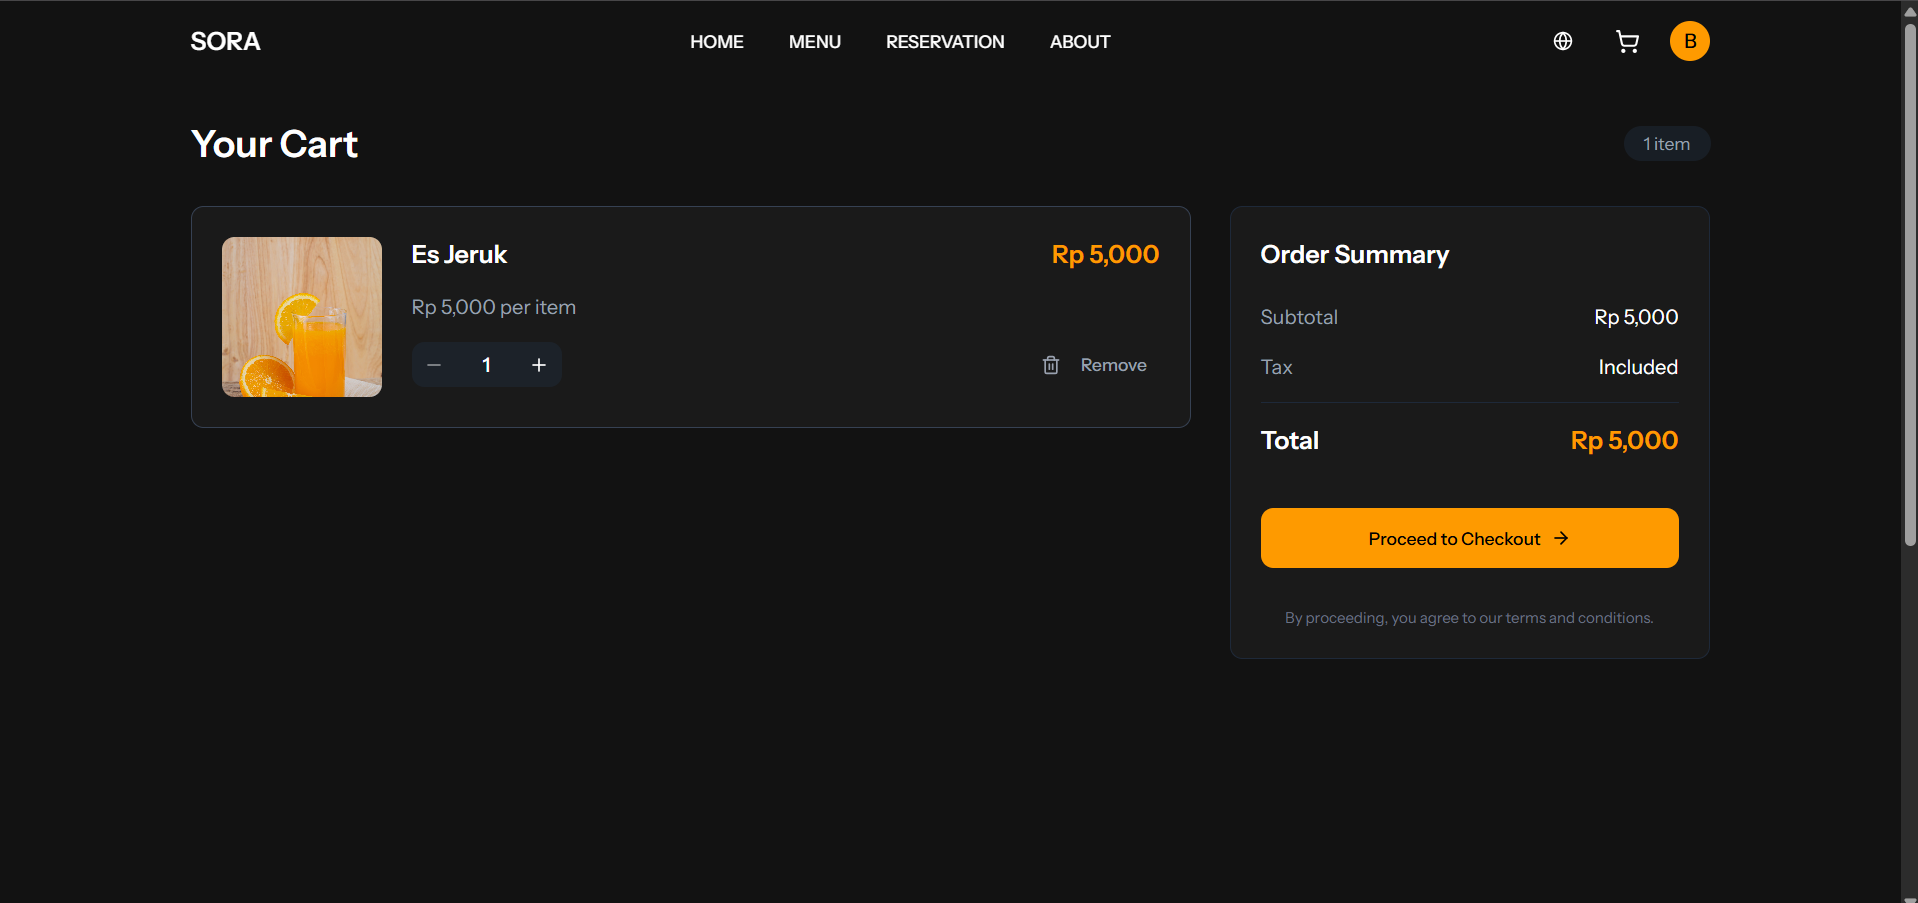 SORA
HOME MENU RESERVATION ABOUT
B
Your Cart
1 item
Es Jeruk
Rp 5,000
Rp 5,000 per item
1
Remove
Order Summary
Subtotal Rp 5,000
Tax Included
Total Rp 5,000
Proceed to Checkout
By proceeding, you agree to our terms and conditions.